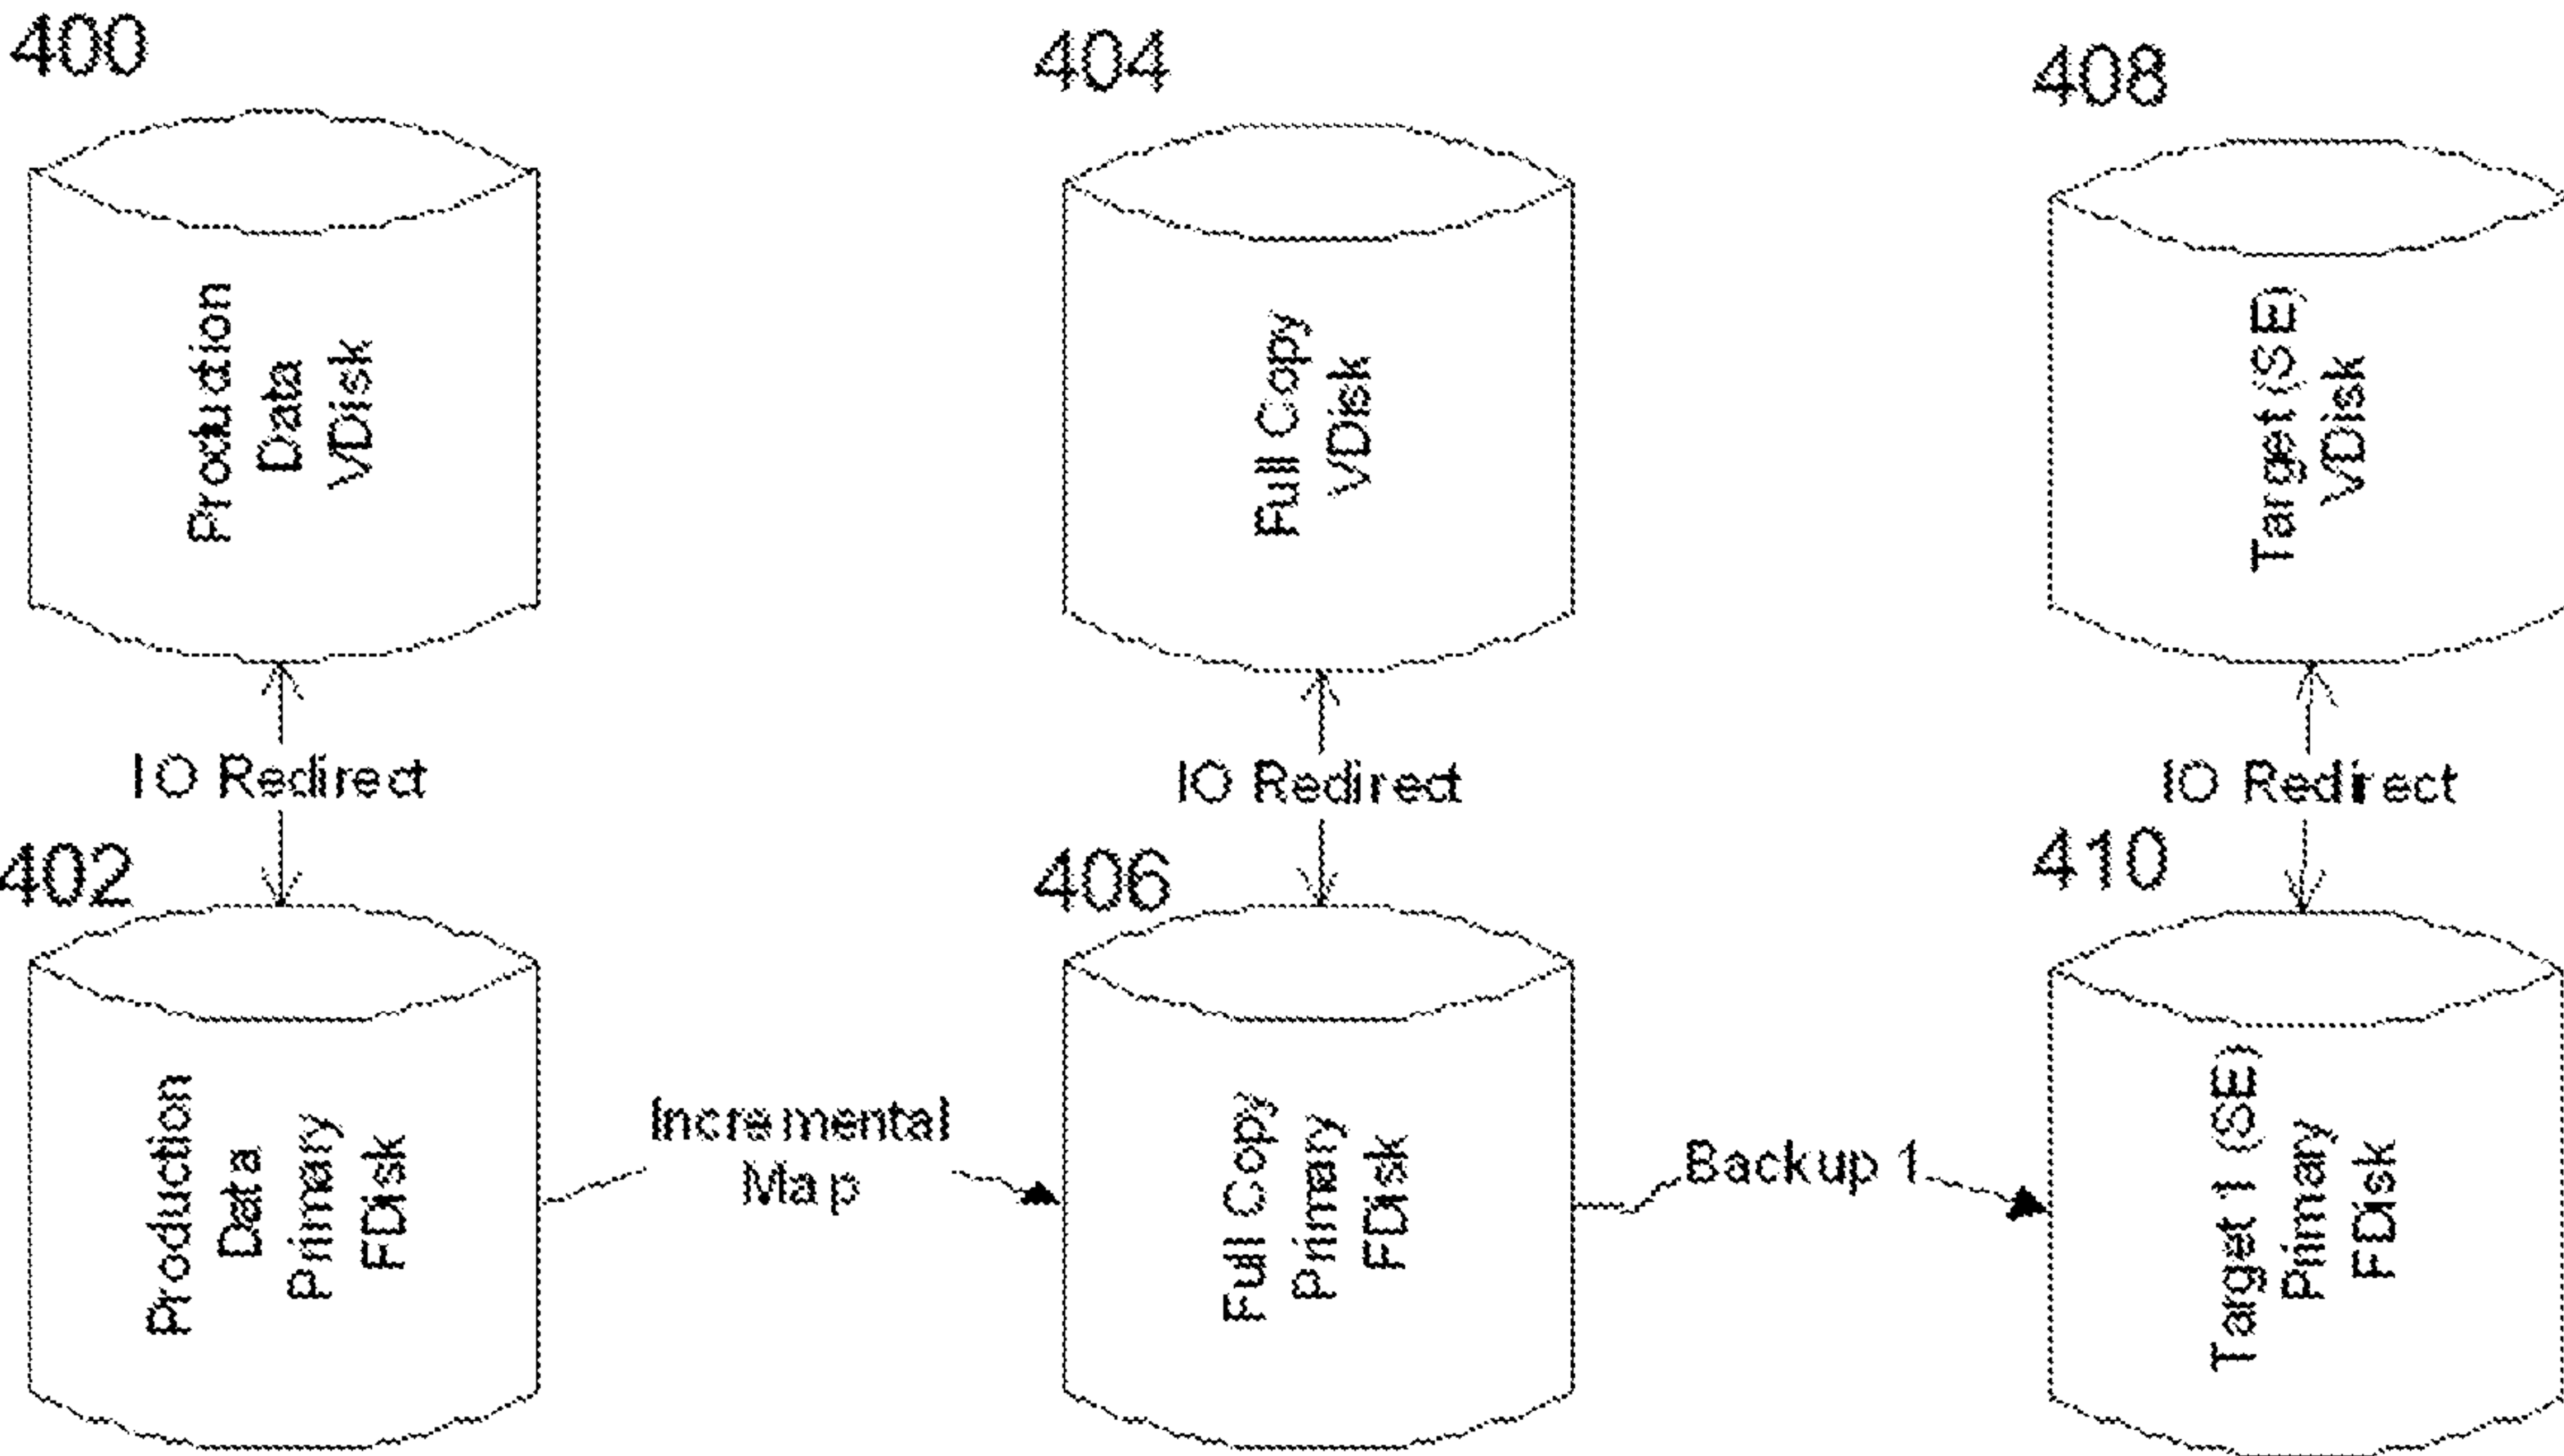 400
404
408
Production
Data
VDisk
Full Copy
VDisk
Target (SE)
VDisk
IO Redirect
IO Redirect
IO Redirect
402
406
410
Production
Data
Primary
FDisk
Incremental
Map
Full Copy
Primary
FDisk
Backup 1
Target 1 (SE)
Primary
FDisk